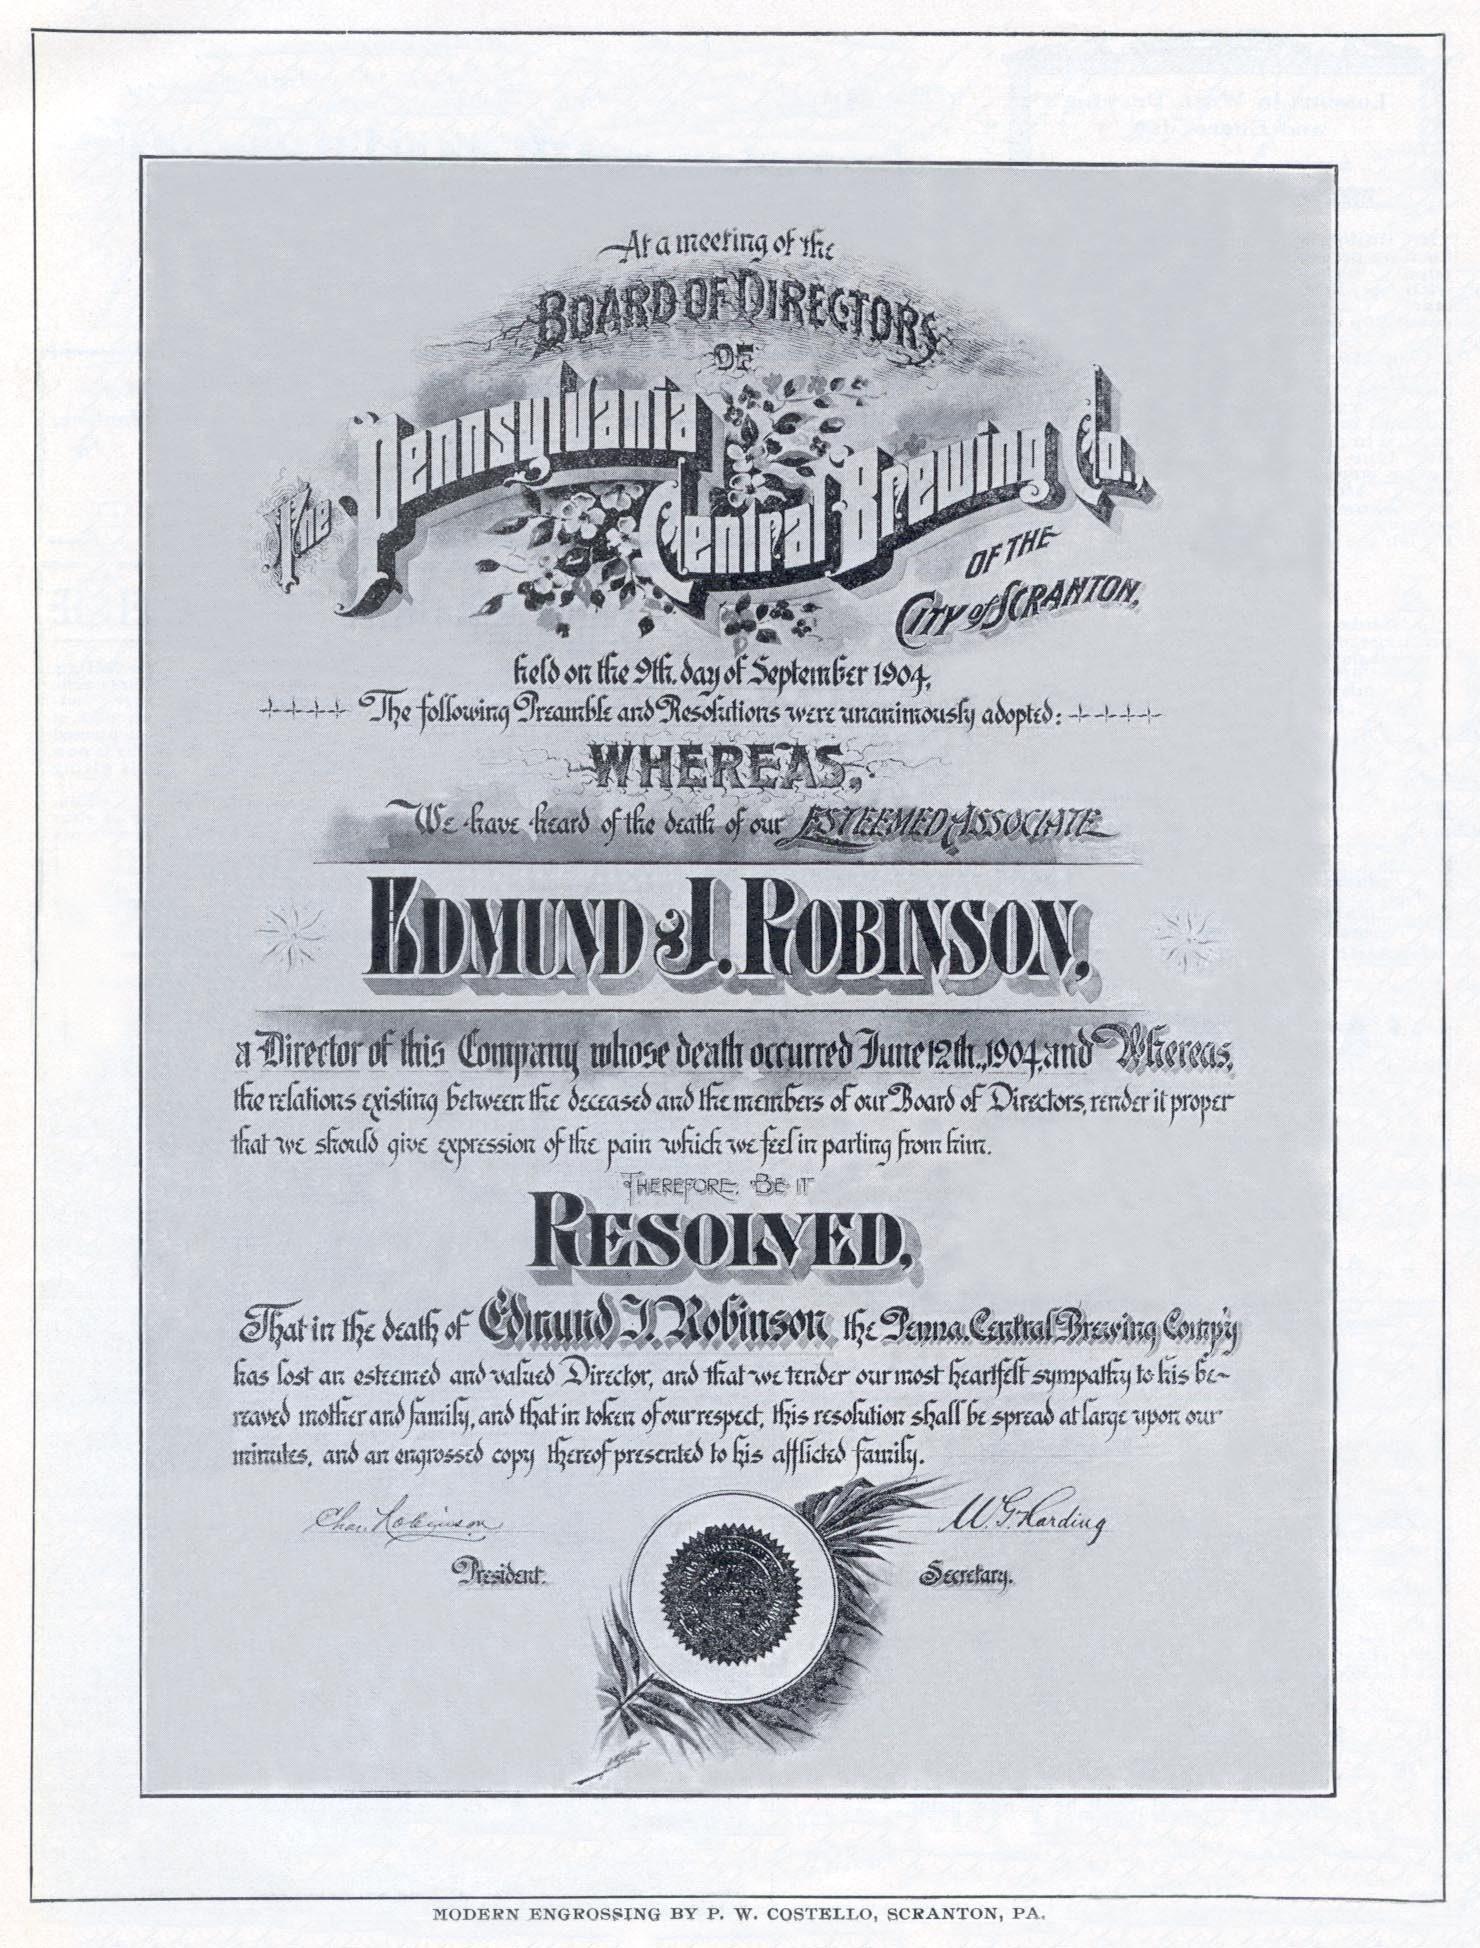 At a meeting of the
BOARD OF DIRECTORS
OF
The Pennsylvania Central Brewing Co.,
OF THE
CITY of SCRANTON,
held on the 9th. day of September 1904,
The following Preamble and Resolutions were unanimously adopted:
WHEREAS,
We have heard of the death of our ESTEEMED ASSOCIATE
EDMUND J. ROBINSON,
a Director of this Company whose death occurred June 12th., 1904, and Whereas,
the relations existing between the deceased and the members of our Board of Directors, render it proper
that we should give expression of the pain which we feel in parting from him.
THEREFORE, BE IT
RESOLVED,
That in the death of Edmund J. Robinson, the Penna. Central Brewing Comp'y
has lost an esteemed and valued Director, and that we tender our most heartfelt sympathy to his be-
reaved mother and family, and that in token of our respect, this resolution shall be spread at large upon our
minutes, and an engrossed copy thereof presented to his afflicted family.
Chas. Robinson W. G. Harding
President. Secretary.
MODERN ENGROSSING BY P. W. COSTELLO, SCRANTON, PA.